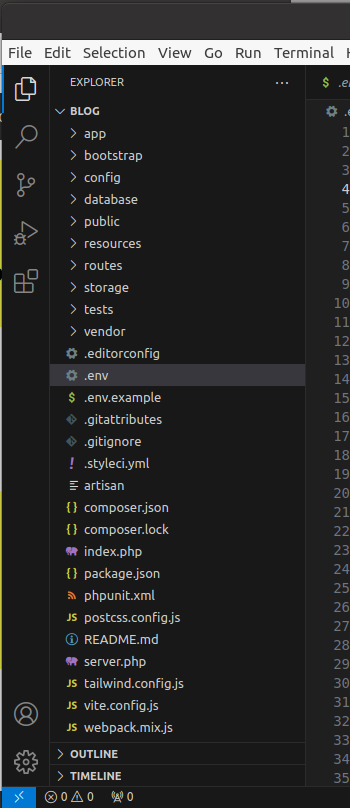 File Edit Selection View Go Run Terminal
EXPLORER ···
$
BLOG
app
1
bootstrap
2
config
3
4
database
5
public
6
resources
7
routes
8
storage
9
10
tests
11
vendor
12
.editorconfig
13
.env
14
$ .env.example
15
.gitattributes
16
.gitignore
17
! .styleci.yml
18
artisan
19
{ } composer.json
20
{ } composer.lock
21
index.php
22
{ } package.json
23
24
phpunit.xml
25
JS postcss.config.js
26
README.md
27
server.php
28
JS tailwind.config.js
29
30
JS vite.config.js
31
JS webpack.mix.js
32
OUTLINE
33
34
TIMELINE
35
0 0 0